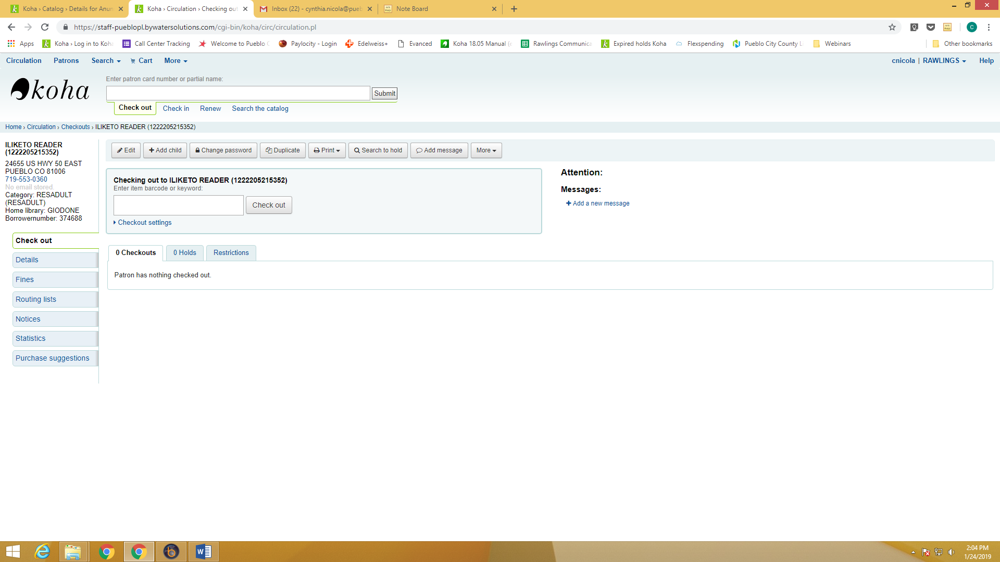 Koha › Catalog › Details for Anun
Koha › Circulation › Checking out
Inbox (22) - cynthia.nicola@pueb
Note Board
https://staff-pueblopl.bywatersolutions.com/cgi-bin/koha/circ/circulation.pl
C
Apps
Koha › Log in to Koha
Call Center Tracking
Welcome to Pueblo C
Paylocity - Login
Edelweiss+
Evanced
Koha 18.05 Manual (e
Rawlings Communica
Expired holds Koha
Flexspending
Pueblo City County L
Webinars
Other bookmarks
Circulation
Patrons
Search
Cart
More
cnicola | RAWLINGS
Help
koha
Enter patron card number or partial name:
Submit
Check out
Check in
Renew
Search the catalog
Home › Circulation › Checkouts › ILIKETO READER (1222205215352)
ILIKETO READER
(1222205215352)
24655 US HWY 50 EAST
PUEBLO CO 81006
719-553-0360
No email stored.
Category: RESADULT
(RESADULT)
Home library: GIODONE
Borrowernumber: 374688
Check out
Details
Fines
Routing lists
Notices
Statistics
Purchase suggestions
Edit
Add child
Change password
Duplicate
Print
Search to hold
Add message
More
Checking out to ILIKETO READER (1222205215352)
Enter item barcode or keyword:
Check out
Checkout settings
Attention:
Messages:
Add a new message
0 Checkouts
0 Holds
Restrictions
Patron has nothing checked out.
2:04 PM
1/24/2019